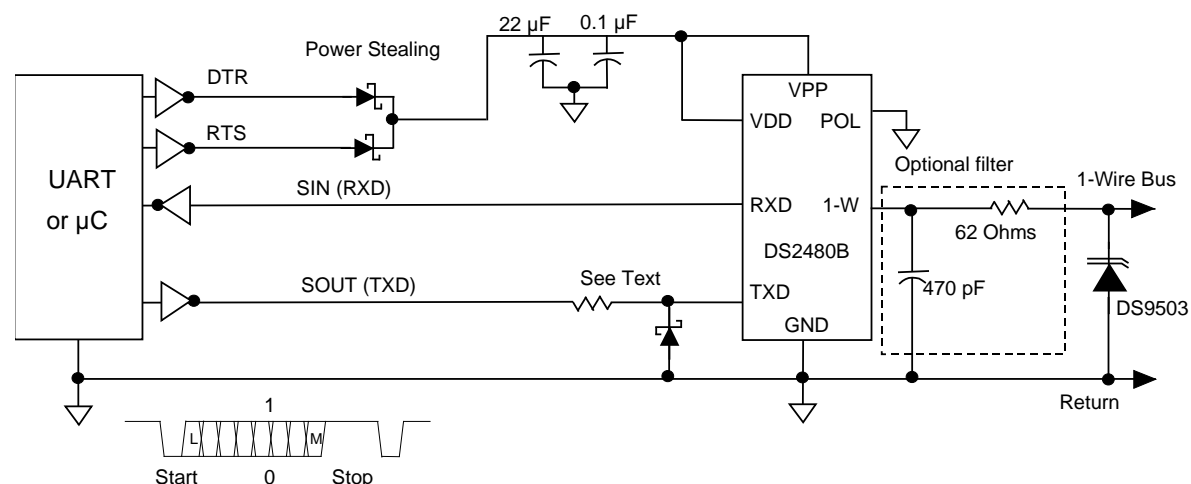 22 µF
0.1 µF
Power Stealing
DTR
VPP
VDD
POL
RTS
Optional filter
UART
or µC
SIN (RXD)
1-Wire Bus
RXD
1-W
62 Ohms
DS2480B
See Text
SOUT (TXD)
TXD
470 pF
DS9503
GND
Return
1
L
M
Start
0
Stop